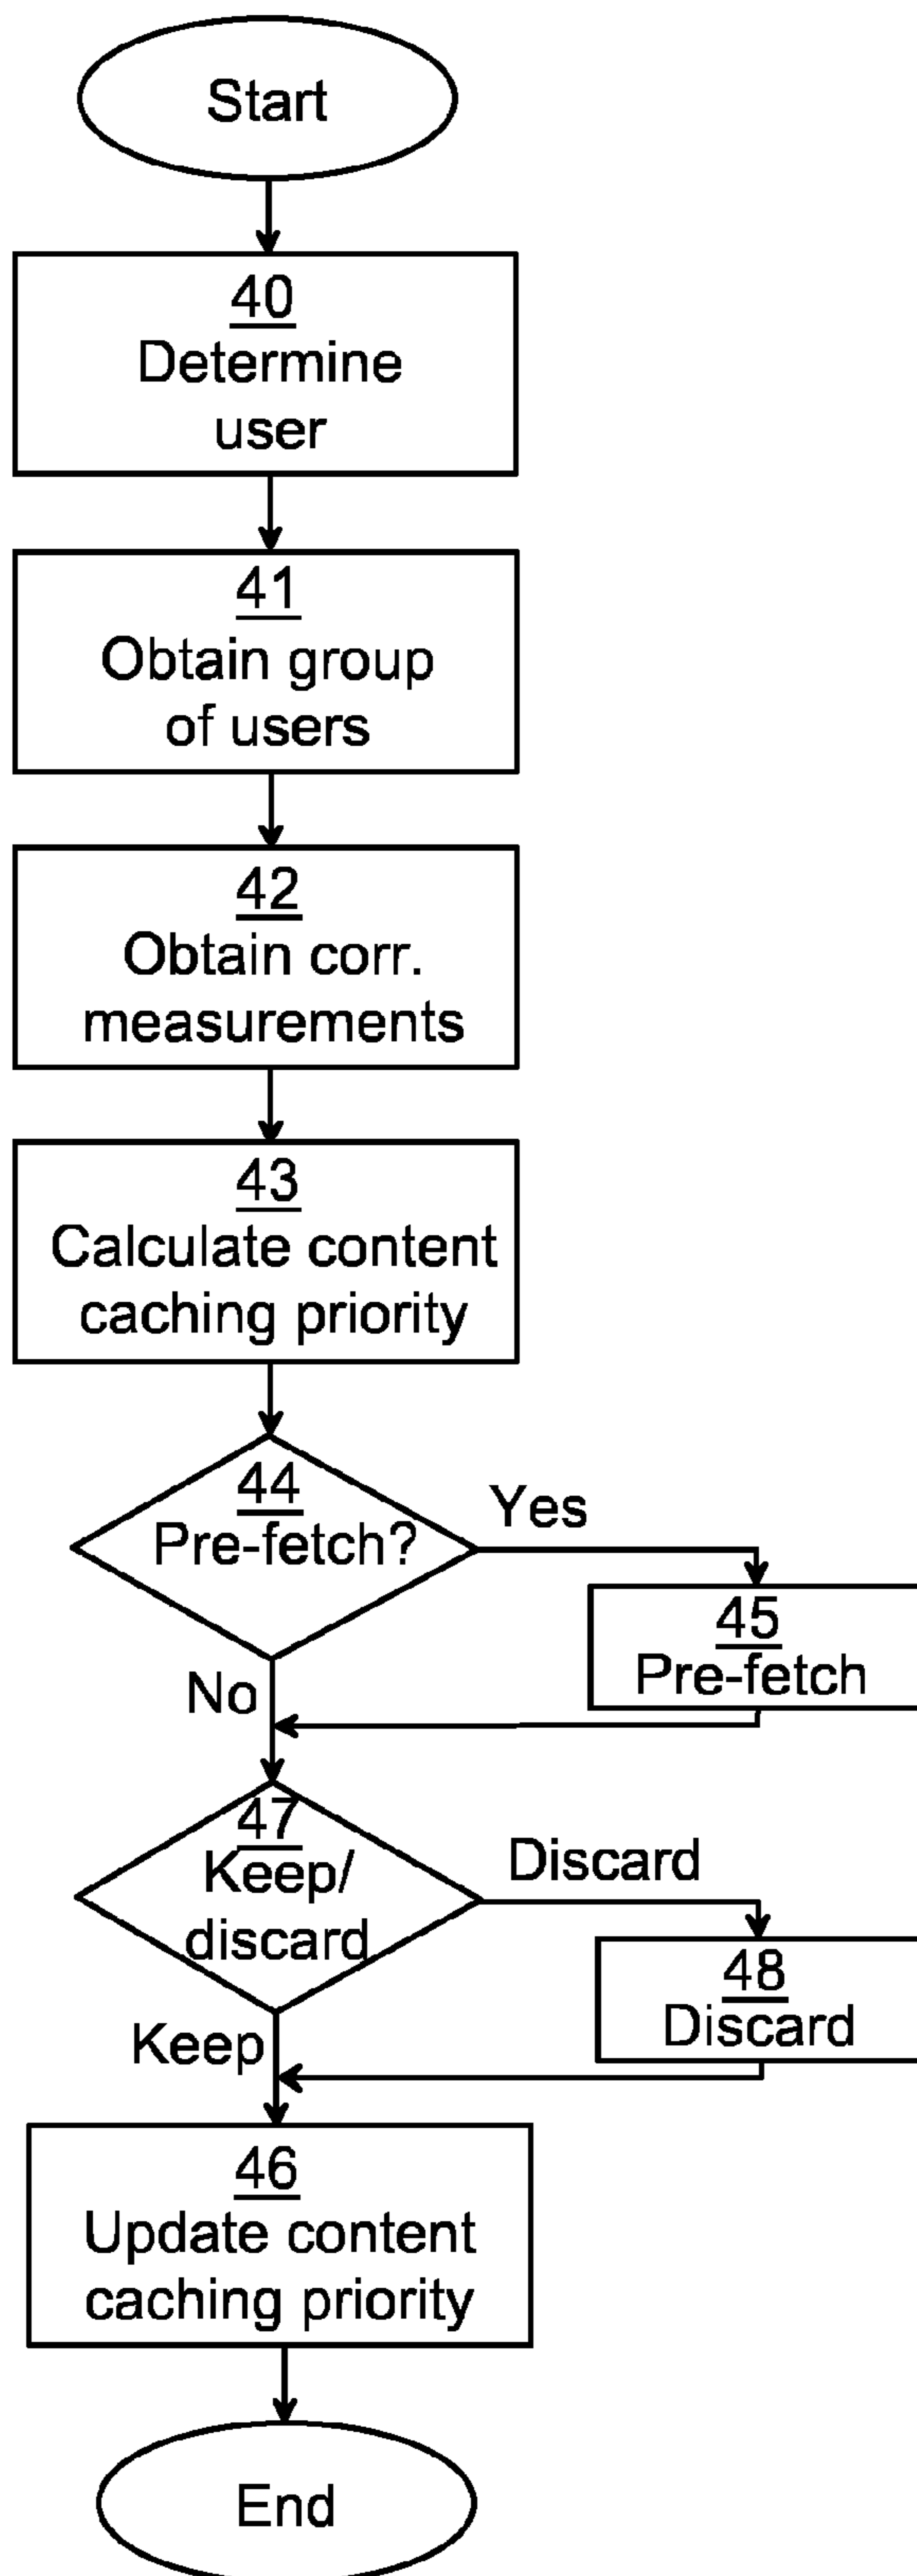 Start
40
Determine
user
41
Obtain group
of users
42
Obtain corr.
measurements
43
Calculate content
caching priority
44
Pre-fetch?
Yes
45
Pre-fetch
No
47
Keep/
discard
Discard
48
Discard
Keep
46
Update content
caching priority
End